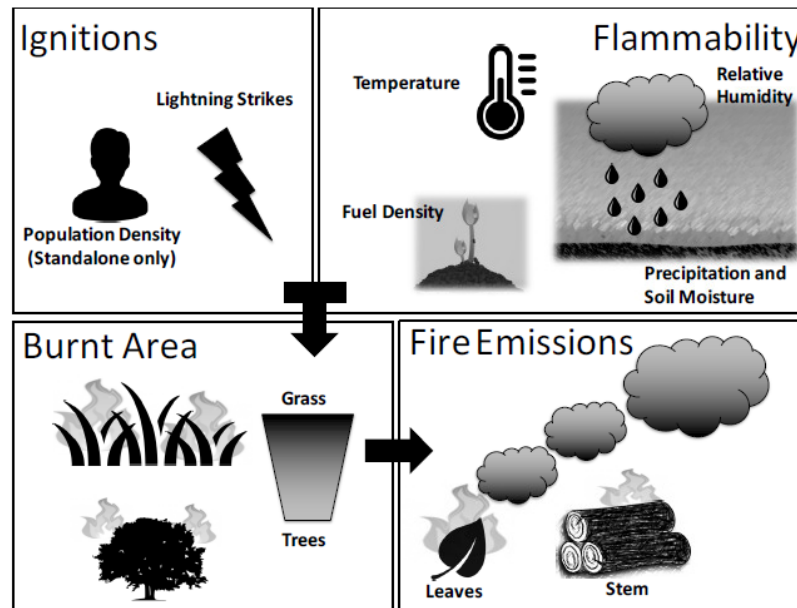 Ignitions
Lightning Strikes
Population Density
(Standalone only)
Flammability
Temperature
Relative
Humidity
Fuel Density
Precipitation and
Soil Moisture
Burnt Area
Grass
Trees
Fire Emissions
Leaves
Stem